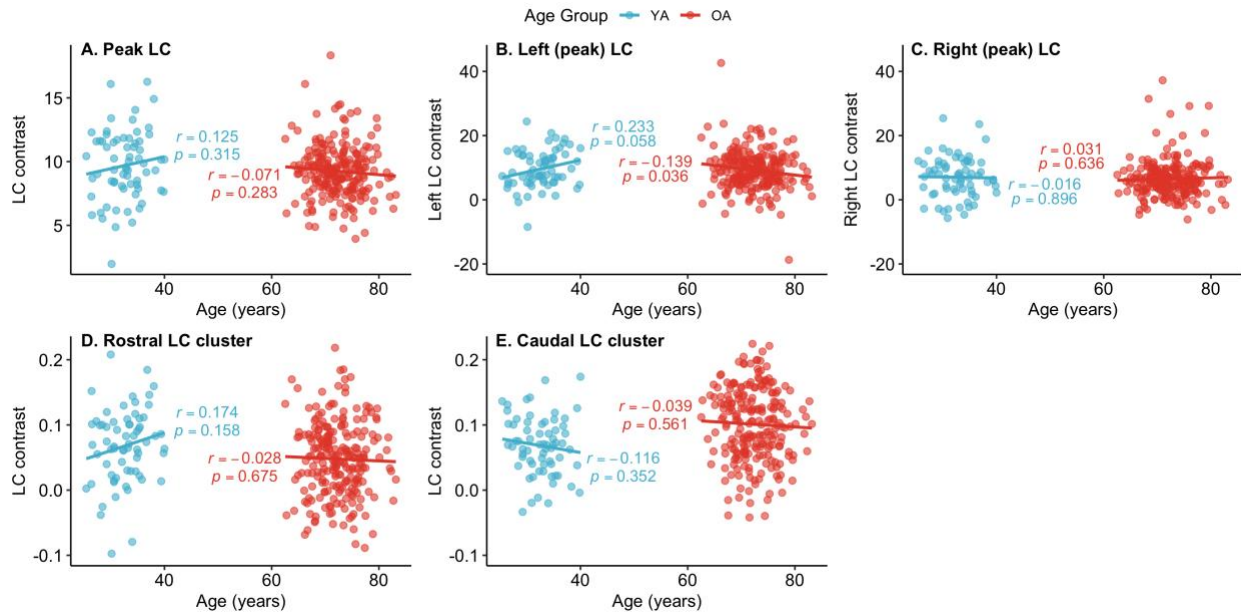 Age Group YA OA
A. Peak LC
LC contrast
15
10
5
r = 0.125
p = 0.315
r = −0.071
p = 0.283
40 60 80
Age (years)
B. Left (peak) LC
Left LC contrast
40
20
0
-20
r = 0.233
p = 0.058
r = −0.139
p = 0.036
40 60 80
Age (years)
C. Right (peak) LC
Right LC contrast
40
20
0
-20
r = 0.031
p = 0.636
r = −0.016
p = 0.896
40 60 80
Age (years)
D. Rostral LC cluster
LC contrast
0.2
0.1
0.0
-0.1
r = 0.174
p = 0.158
r = −0.028
p = 0.675
40 60 80
Age (years)
E. Caudal LC cluster
LC contrast
0.2
0.1
0.0
-0.1
r = −0.039
p = 0.561
r = −0.116
p = 0.352
40 60 80
Age (years)